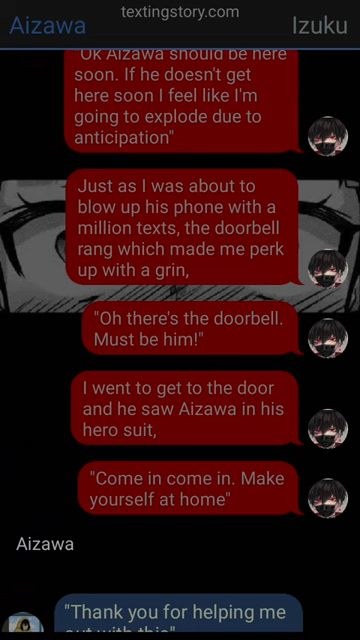 textingstory.com
Aizawa
Izuku
"Ok Aizawa should be here
soon. If he doesn't get
here soon I feel like I'm
going to explode due to
anticipation"
Just as I was about to
blow up his phone with a
million texts, the doorbell
rang which made me perk
up with a grin,
"Oh there's the doorbell.
Must be him!"
I went to get to the door
and he saw Aizawa in his
hero suit,
"Come in come in. Make
yourself at home"
Aizawa
"Thank you for helping me
out with this"